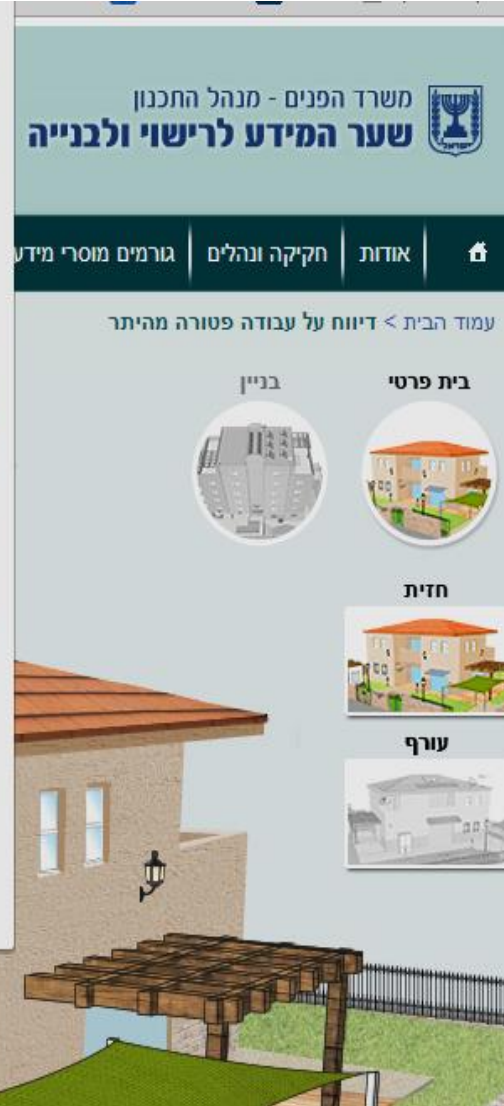 משרד הפנים - מנהל התכנון
שער המידע לרישוי ולבנייה
ישראל
אודות
חקיקה ונהלים
גורמים מוסרי מידע
עמוד הבית > דיווח על עבודה פטורה מהיתר
בית פרטי
בניין
חזית
עורף